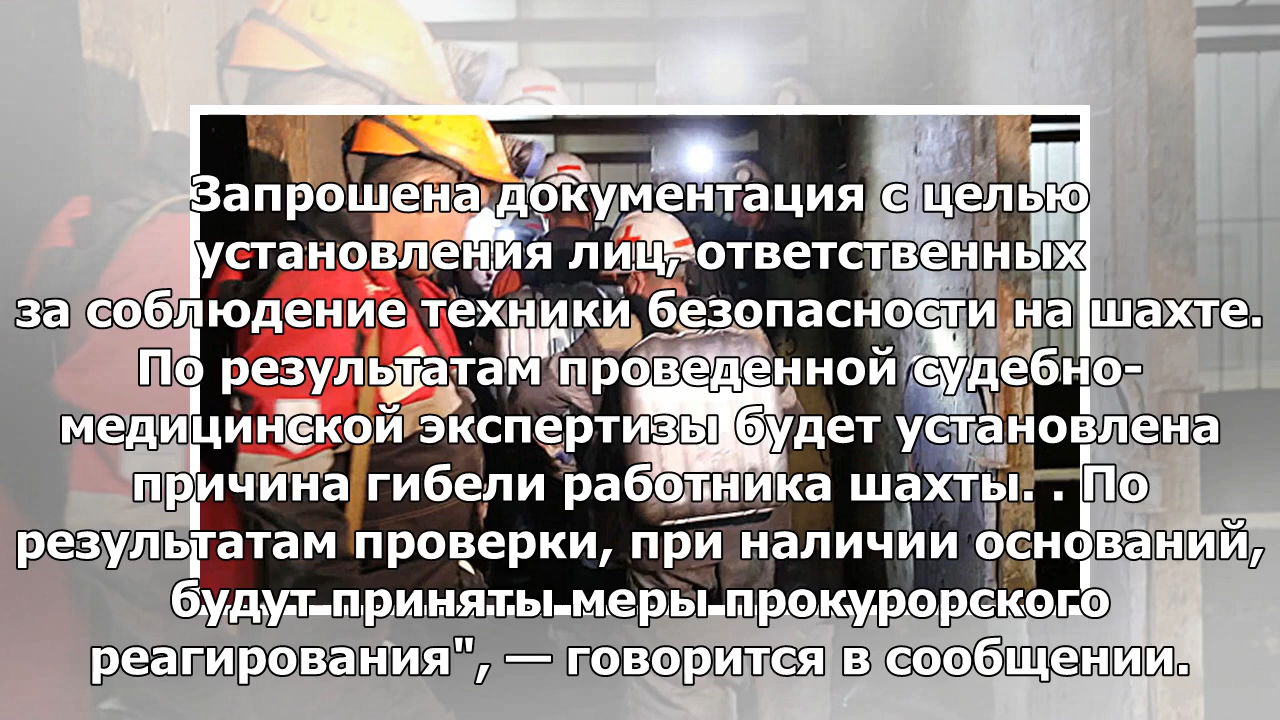 Запрошена документация с целью
установления лиц, ответственных
за соблюдение техники безопасности на шахте.
По результатам проведенной судебно-
медицинской экспертизы будет установлена
причина гибели работника шахты. . По
результатам проверки, при наличии оснований,
будут приняты меры прокурорского
реагирования", — говорится в сообщении.